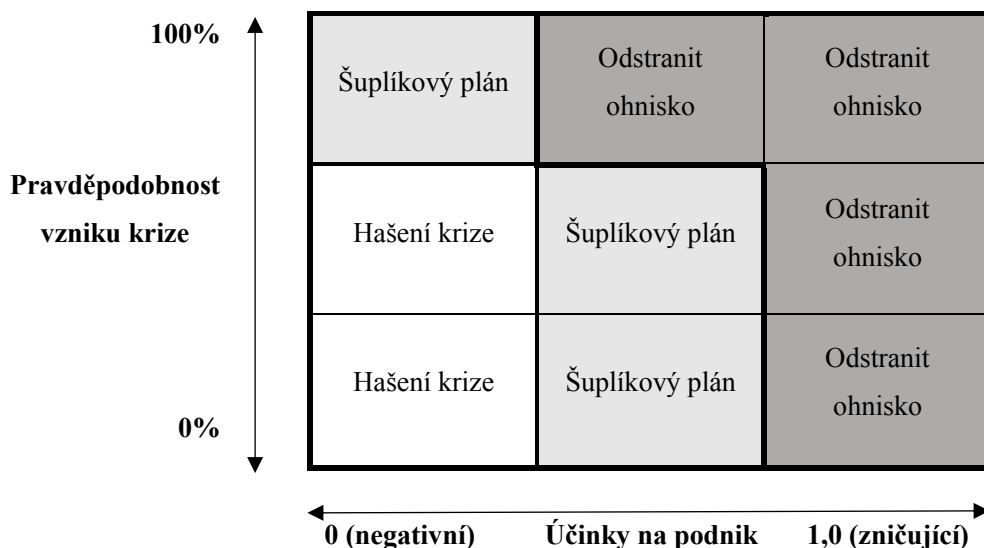 100%
Šuplíkový plán
Odstranit
ohnisko
Odstranit
ohnisko
Pravděpodobnost
vzniku krize
Hašení krize
Šuplíkový plán
Odstranit
ohnisko
Hašení krize
Šuplíkový plán
Odstranit
ohnisko
0%
0 (negativní)
Účinky na podnik
1,0 (zničující)